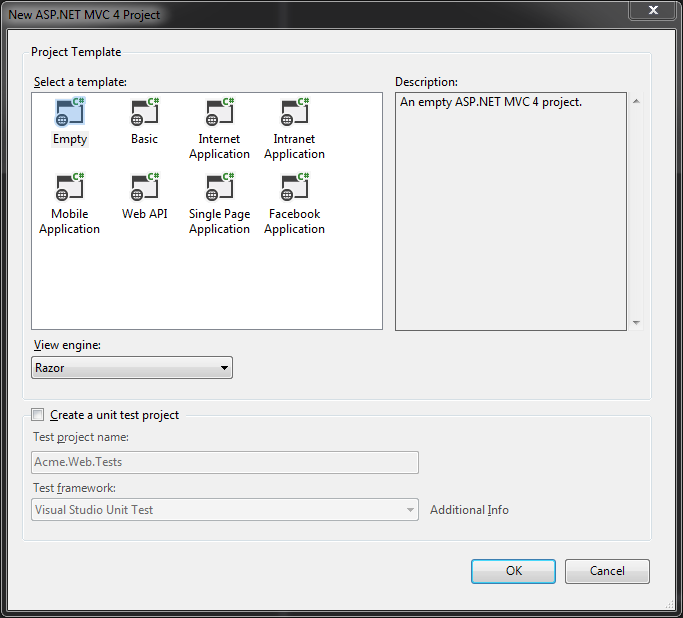 New ASP.NET MVC 4 Project
Project Template
Select a template:
Description:
C# C# C# C#
An empty ASP.NET MVC 4 project.
Empty
Basic
Internet
Application
Intranet
Application
C# C# C# C#
Mobile
Application
Web API
Single Page
Application
Facebook
Application
View engine:
Razor
Create a unit test project
Test project name:
Acme.Web.Tests
Test framework:
Visual Studio Unit Test
Additional Info
OK
Cancel